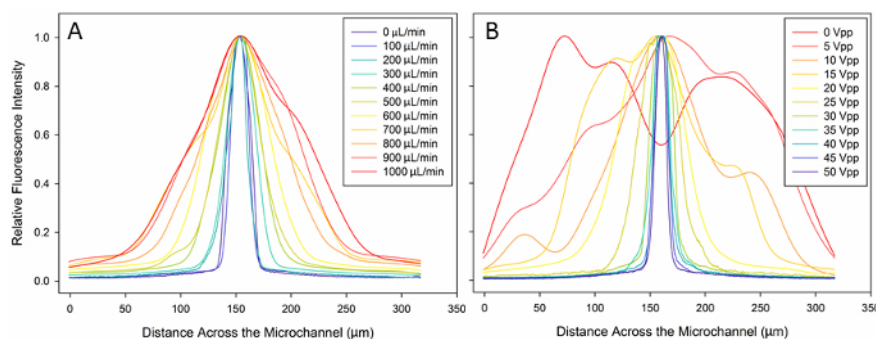 A
Relative Fluorescence Intensity
1.0
0.8
0.6
0.4
0.2
0.0
0 µL/min
100 µL/min
200 µL/min
300 µL/min
400 µL/min
500 µL/min
600 µL/min
700 µL/min
800 µL/min
900 µL/min
1000 µL/min
0 50 100 150 200 250 300 350
Distance Across the Microchannel (µm)
B
0 Vpp
5 Vpp
10 Vpp
15 Vpp
20 Vpp
25 Vpp
30 Vpp
35 Vpp
40 Vpp
45 Vpp
50 Vpp
0 50 100 150 200 250 300 350
Distance Across the Microchannel (µm)